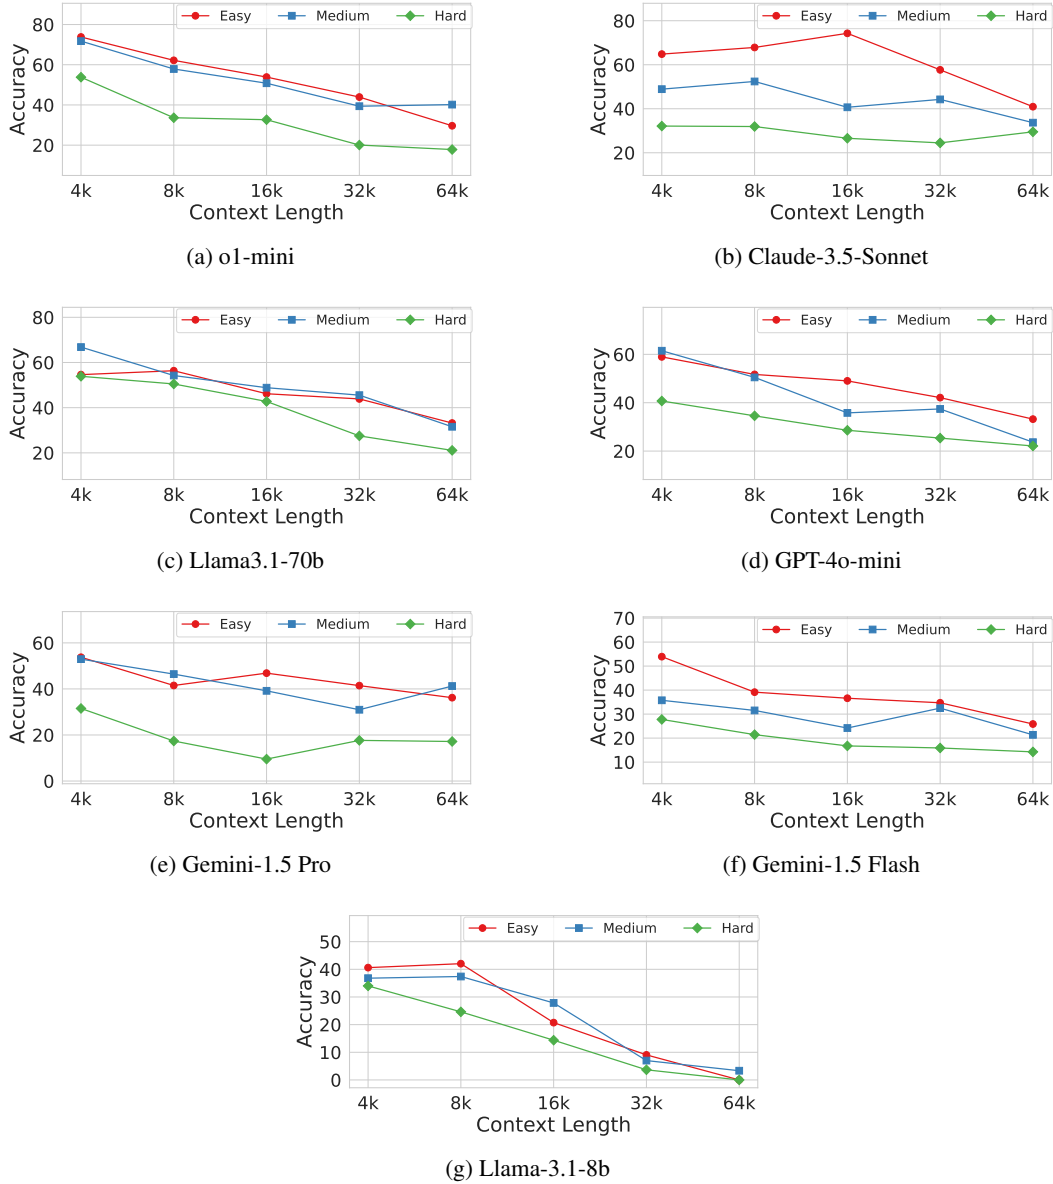 Easy Medium Hard
80
60
40
20
Accuracy
4k 8k 16k 32k 64k
Context Length
(a) o1-mini
Easy Medium Hard
80
60
40
20
Accuracy
4k 8k 16k 32k 64k
Context Length
(b) Claude-3.5-Sonnet
Easy Medium Hard
80
60
40
20
Accuracy
4k 8k 16k 32k 64k
Context Length
(c) Llama3.1-70b
Easy Medium Hard
60
40
20
Accuracy
4k 8k 16k 32k 64k
Context Length
(d) GPT-4o-mini
Easy Medium Hard
60
40
20
0
Accuracy
4k 8k 16k 32k 64k
Context Length
(e) Gemini-1.5 Pro
Easy Medium Hard
70
60
50
40
30
20
10
Accuracy
4k 8k 16k 32k 64k
Context Length
(f) Gemini-1.5 Flash
Easy Medium Hard
50
40
30
20
10
0
Accuracy
4k 8k 16k 32k 64k
Context Length
(g) Llama-3.1-8b